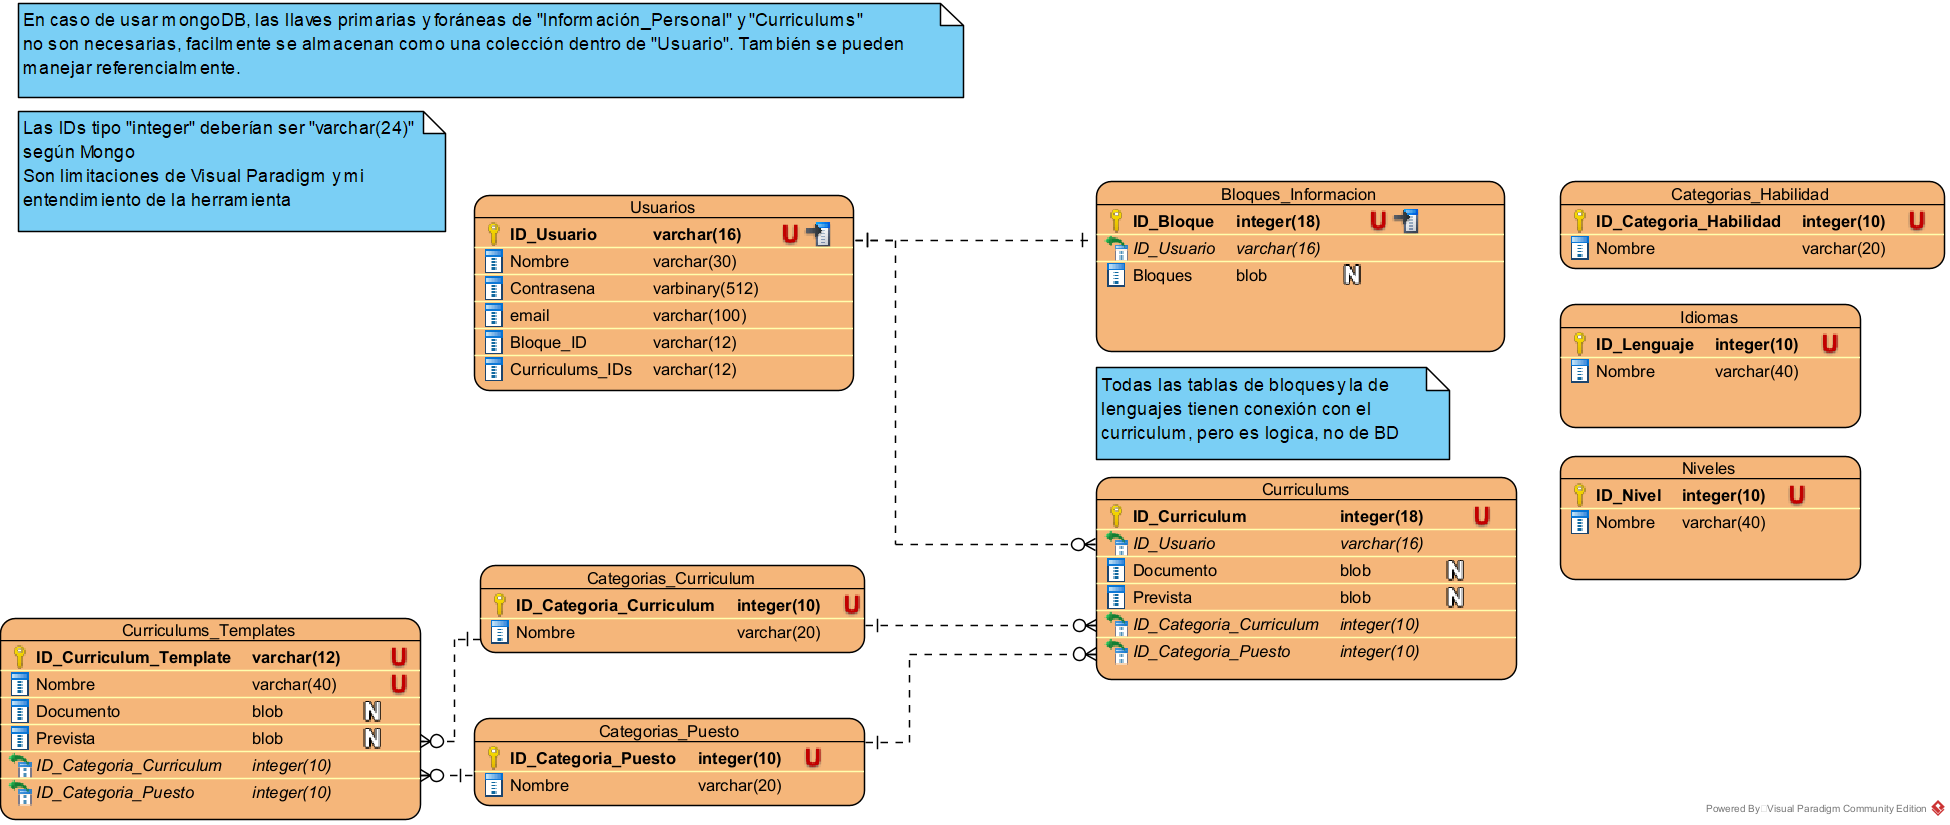 En caso de usar mongoDB, las llaves primarias y foráneas de "Información_Personal" y "Curriculums"
no son necesarias, facilmente se almacenan como una colección dentro de "Usuario". También se pueden
manejar referencialmente.
Las IDs tipo "integer" deberían ser "varchar(24)"
según Mongo
Son limitaciones de Visual Paradigm y mi
entendimiento de la herramienta
Usuarios
ID_Usuario varchar(16) U
Nombre varchar(30)
Contrasena varbinary(512)
email varchar(100)
Bloque_ID varchar(12)
Curriculums_IDs varchar(12)
Bloques_Informacion
ID_Bloque integer(18) U
ID_Usuario varchar(16)
Bloques blob N
Categorias_Habilidad
ID_Categoria_Habilidad integer(10) U
Nombre varchar(20)
Idiomas
ID_Lenguaje integer(10) U
Nombre varchar(40)
Todas las tablas de bloques y la de
lenguajes tienen conexión con el
curriculum, pero es logica, no de BD
Niveles
ID_Nivel integer(10) U
Nombre varchar(40)
Curriculums
ID_Curriculum integer(18) U
ID_Usuario varchar(16)
Documento blob N
Prevista blob N
ID_Categoria_Curriculum integer(10)
ID_Categoria_Puesto integer(10)
Categorias_Curriculum
ID_Categoria_Curriculum integer(10) U
Nombre varchar(20)
Curriculums_Templates
ID_Curriculum_Template varchar(12) U
Nombre varchar(40) U
Documento blob N
Prevista blob N
ID_Categoria_Curriculum integer(10)
ID_Categoria_Puesto integer(10)
Categorias_Puesto
ID_Categoria_Puesto integer(10) U
Nombre varchar(20)
Powered By Visual Paradigm Community Edition